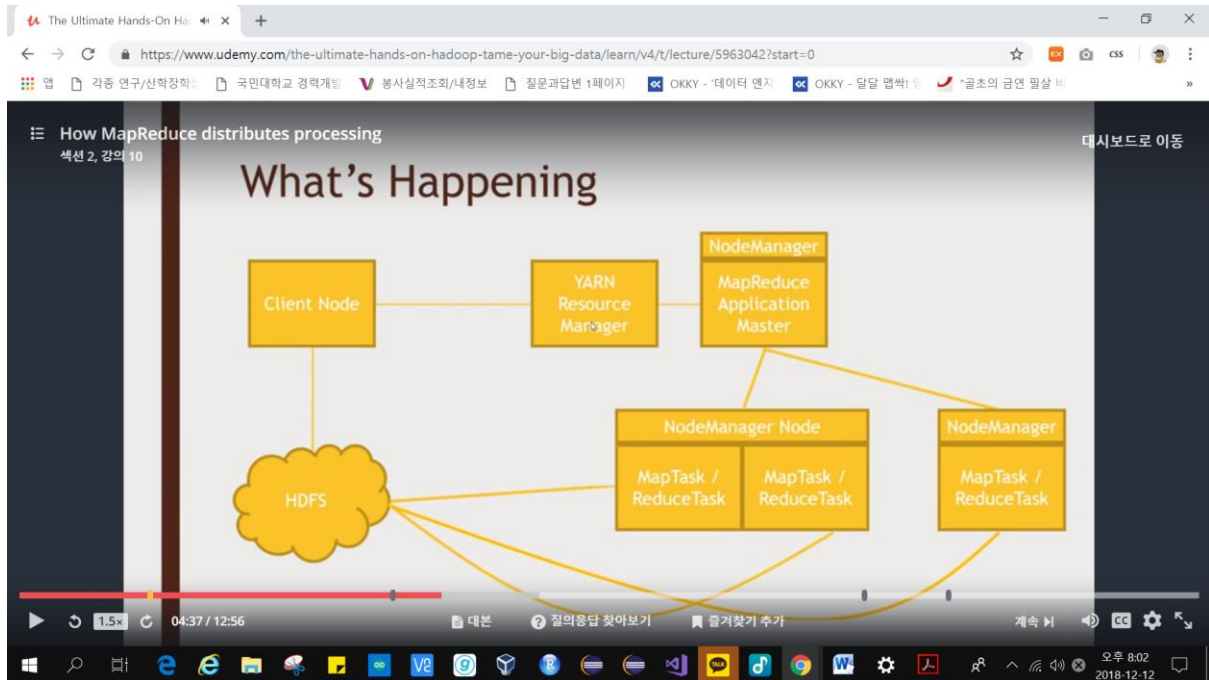 The Ultimate Hands-On Ha
https://www.udemy.com/the-ultimate-hands-on-hadoop-tame-your-big-data/learn/v4/t/lecture/5963042?start=0
앱 각종 연구/산학장학 국민대학교 경력개발 봉사실적조회/내정보 질문과답변 1페이지 OKKY - '데이터 엔지 OKKY - 달달 맵싹! "골초의 금연 필살 비 »
How MapReduce distributes processing
섹션 2, 강의 10
대시보드로 이동
What's Happening
Client Node
YARN
Resource
Manager
NodeManager
MapReduce
Application
Master
HDFS
NodeManager Node
MapTask /
ReduceTask
MapTask /
ReduceTask
NodeManager
MapTask /
ReduceTask
1.5x 04:37 / 12:56 대본 질의응답 찾아보기 즐겨찾기 추가 계속 CC
오후 8:02
2018-12-12